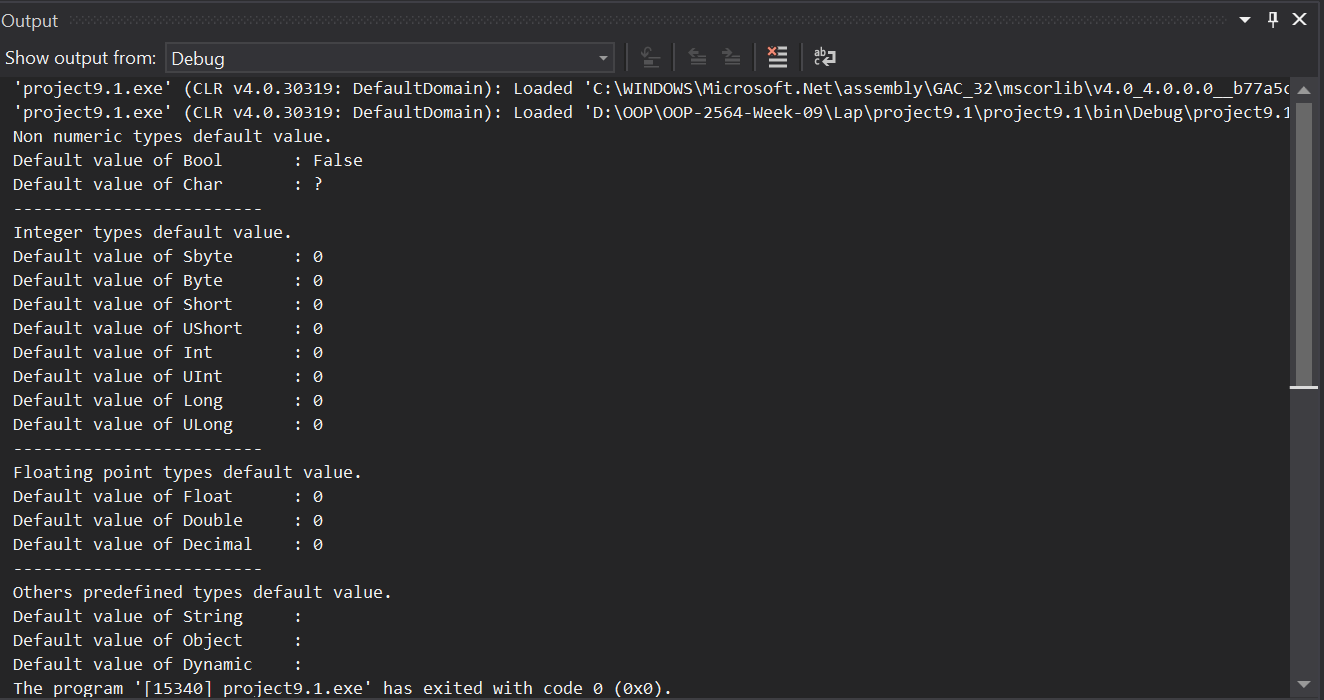 Output
Show output from: Debug
'project9.1.exe' (CLR v4.0.30319: DefaultDomain): Loaded 'C:\WINDOWS\Microsoft.Net\assembly\GAC_32\mscorlib\v4.0_4.0.0.0__b77a5c
'project9.1.exe' (CLR v4.0.30319: DefaultDomain): Loaded 'D:\OOP\OOP-2564-Week-09\Lap\project9.1\project9.1\bin\Debug\project9.1
Non numeric types default value.
Default value of Bool       : False
Default value of Char       : ?
-------------------------
Integer types default value.
Default value of Sbyte      : 0
Default value of Byte       : 0
Default value of Short      : 0
Default value of UShort     : 0
Default value of Int        : 0
Default value of UInt       : 0
Default value of Long       : 0
Default value of ULong      : 0
-------------------------
Floating point types default value.
Default value of Float      : 0
Default value of Double     : 0
Default value of Decimal    : 0
-------------------------
Others predefined types default value.
Default value of String     :
Default value of Object     :
Default value of Dynamic    :
The program '[15340] project9.1.exe' has exited with code 0 (0x0).